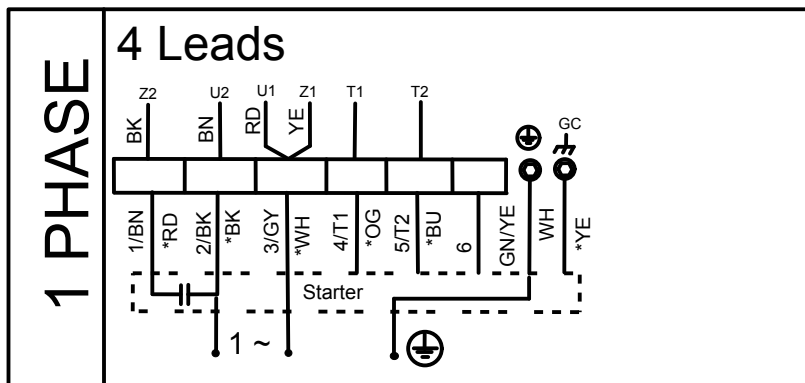 1 PHASE
4 Leads
Z2 U2 U1 Z1 T1 T2
BK BN RD YE
GC
1/BN *RD 2/BK *BK 3/GY *WH 4/T1 *OG 5/T2 *BU 6 GN/YE WH *YE
Starter
1 ~